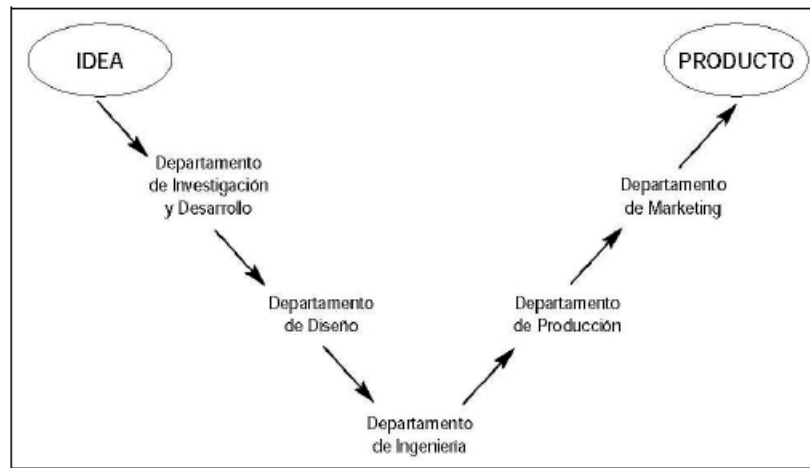 IDEA
PRODUCTO
Departamento
de Investigación
y Desarrollo
Departamento
de Marketing
Departamento
de Diseño
Departamento
de Producción
Departamento
de Ingeniería